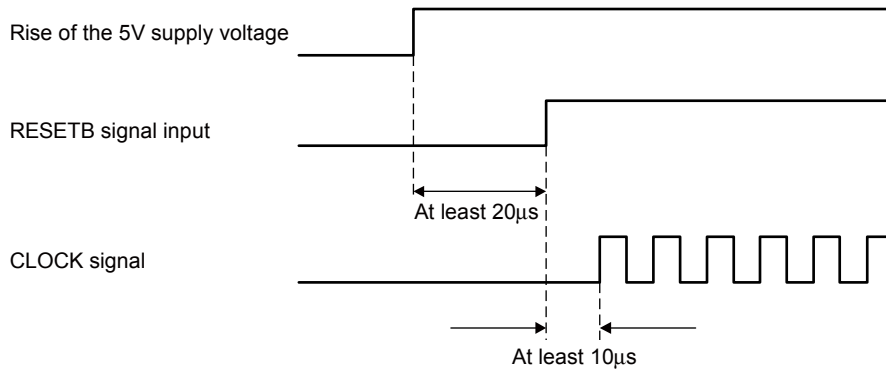 Rise of the 5V supply voltage
RESETB signal input
At least 20μs
CLOCK signal
At least 10μs